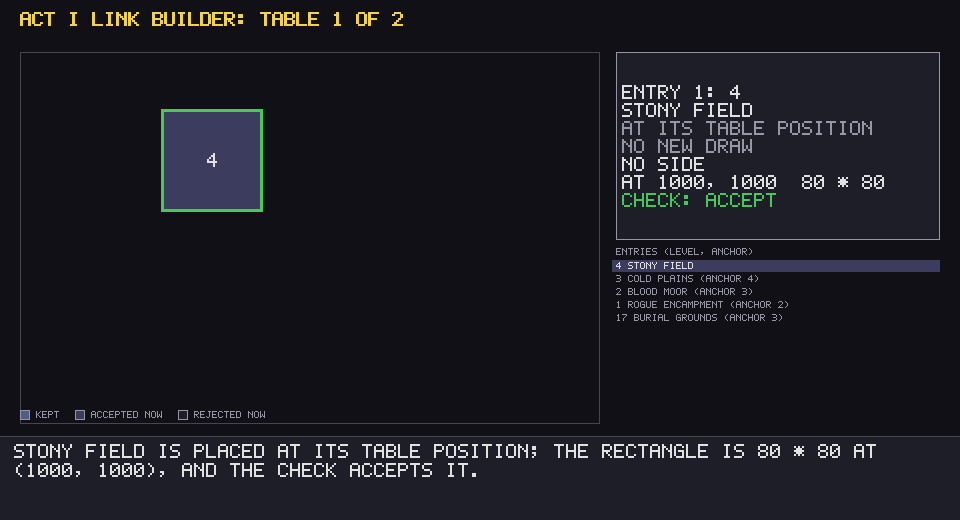 ACT I LINK BUILDER: TABLE 1 OF 2
4
ENTRY 1: 4
STONY FIELD
AT ITS TABLE POSITION
NO NEW DRAW
NO SIDE
AT 1000, 1000  80 * 80
CHECK: ACCEPT
ENTRIES (LEVEL, ANCHOR)
4 STONY FIELD
3 COLD PLAINS (ANCHOR 4)
2 BLOOD MOOR (ANCHOR 3)
1 ROGUE ENCAMPMENT (ANCHOR 2)
17 BURIAL GROUNDS (ANCHOR 3)
KEPT ACCEPTED NOW REJECTED NOW
STONY FIELD IS PLACED AT ITS TABLE POSITION; THE RECTANGLE IS 80 * 80 AT
(1000, 1000), AND THE CHECK ACCEPTS IT.